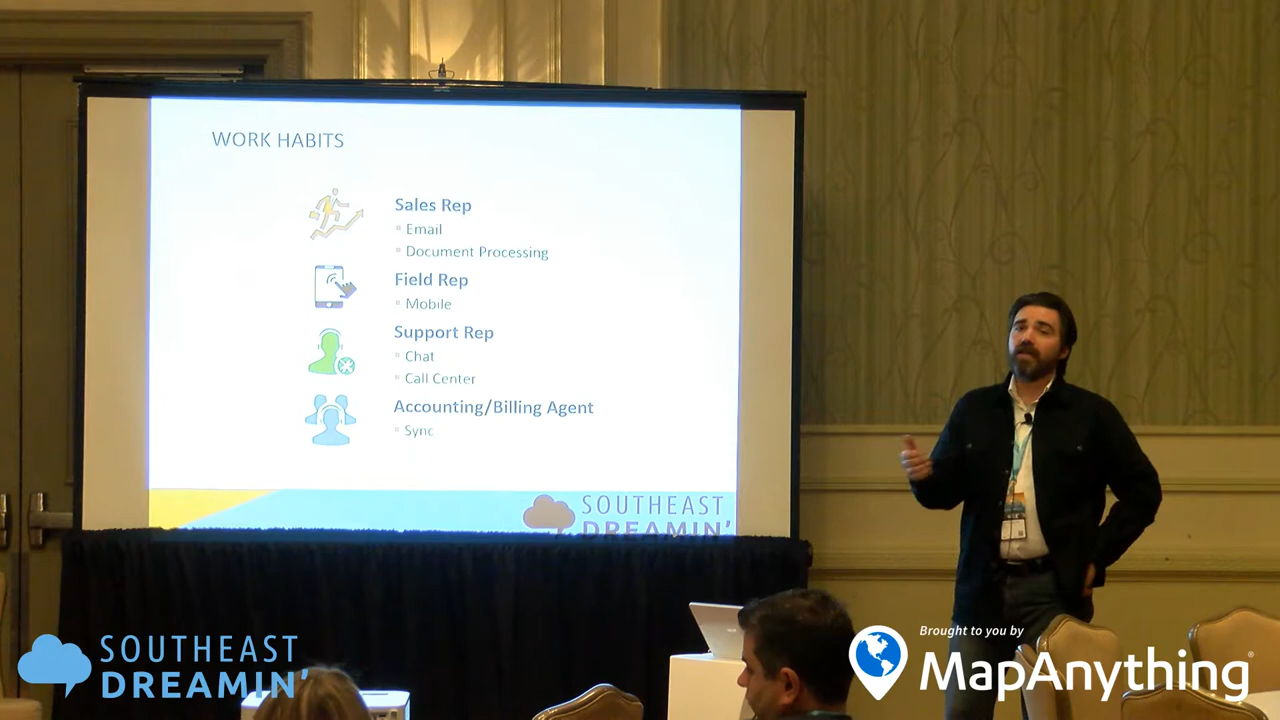 WORK HABITS
Sales Rep
Email
Document Processing
Field Rep
Mobile
Support Rep
Chat
Call Center
Accounting/Billing Agent
Sync
SOUTHEAST
DREAMIN'
SOUTHEAST
DREAMIN'
Brought to you by
MapAnything®